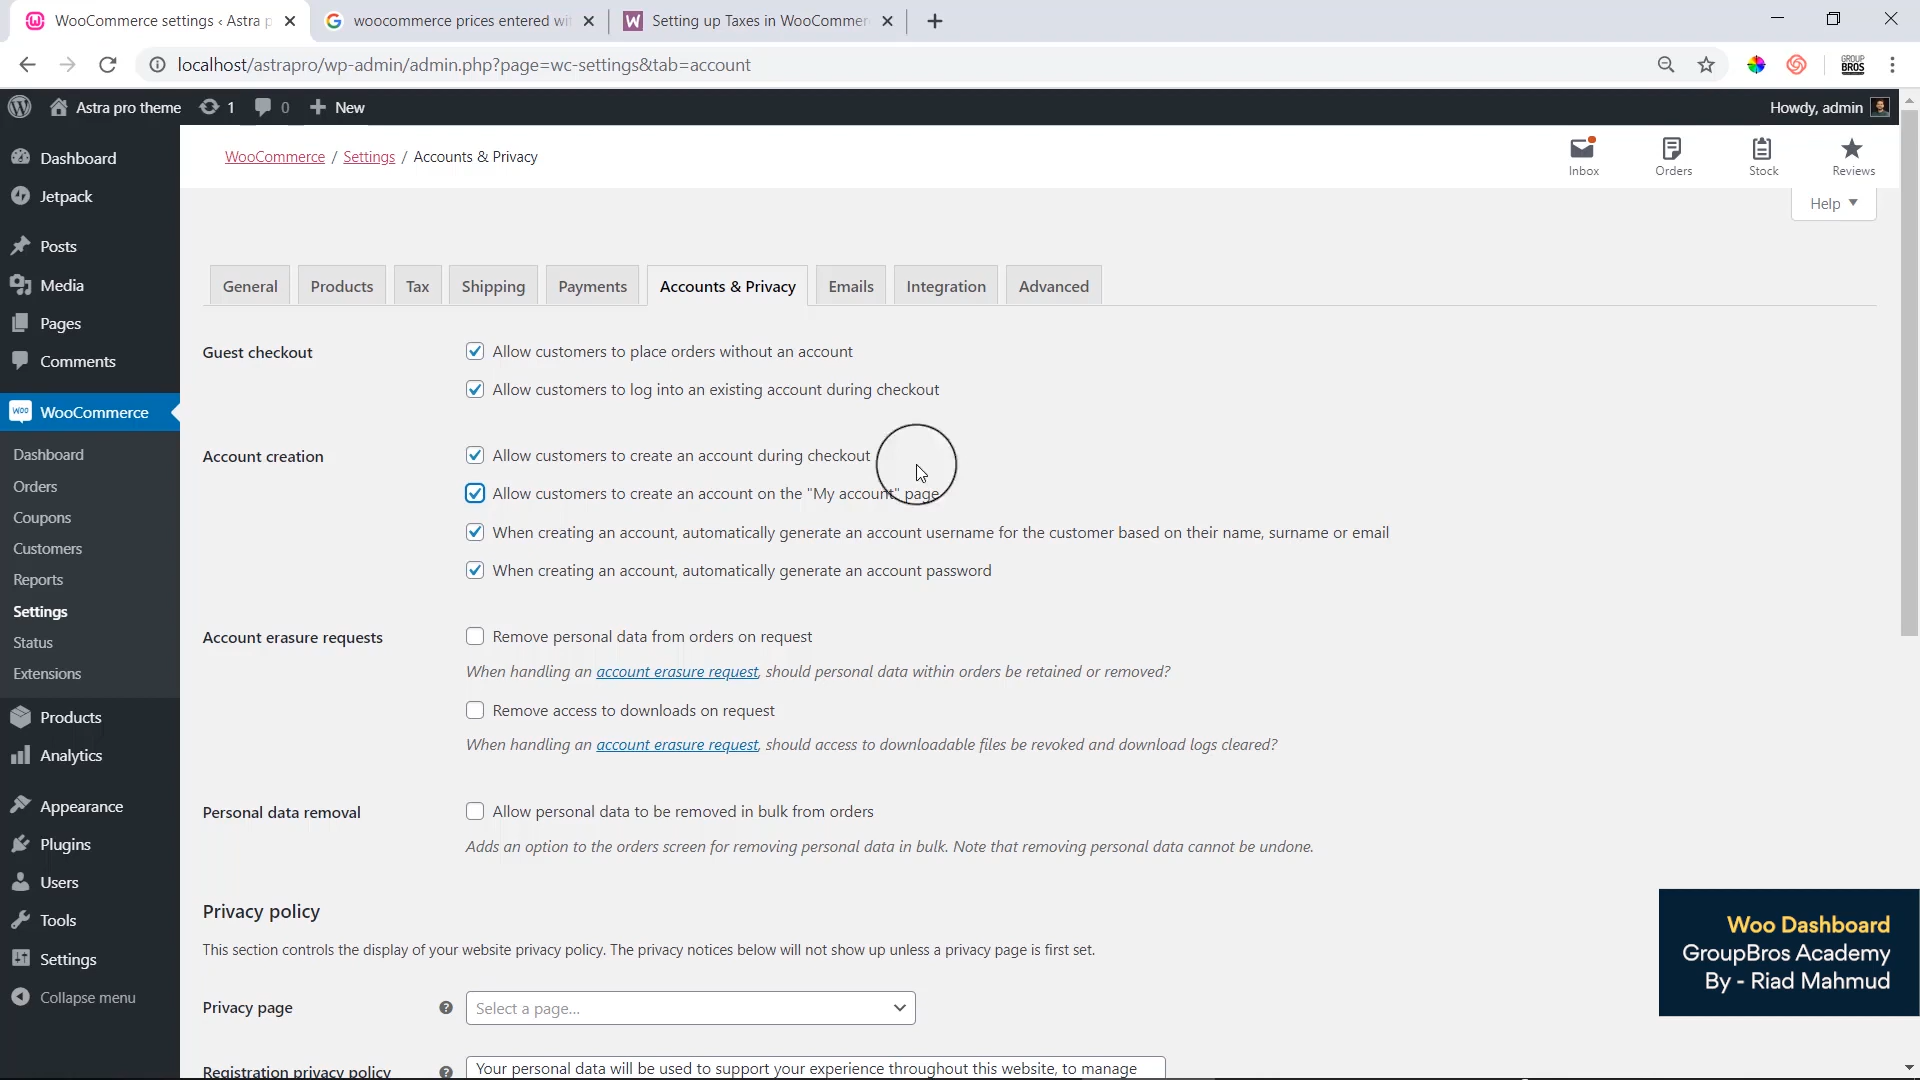 WooCommerce settings ‹ Astra p
woocommerce prices entered wi
Setting up Taxes in WooCommer
localhost/astrapro/wp-admin/admin.php?page=wc-settings&tab=account
GROUP
BROS
Astra pro theme
1
0
New
Howdy, admin
Dashboard
Jetpack
Posts
Media
Pages
Comments
WooCommerce
Dashboard
Orders
Coupons
Customers
Reports
Settings
Status
Extensions
Products
Analytics
Appearance
Plugins
Users
Tools
Settings
Collapse menu
WooCommerce / Settings / Accounts & Privacy
Inbox
Orders
Stock
Reviews
Help
General
Products
Tax
Shipping
Payments
Accounts & Privacy
Emails
Integration
Advanced
Guest checkout
Allow customers to place orders without an account
Allow customers to log into an existing account during checkout
Account creation
Allow customers to create an account during checkout
Allow customers to create an account on the "My account" page
When creating an account, automatically generate an account username for the customer based on their name, surname or email
When creating an account, automatically generate an account password
Account erasure requests
Remove personal data from orders on request
When handling an account erasure request, should personal data within orders be retained or removed?
Remove access to downloads on request
When handling an account erasure request, should access to downloadable files be revoked and download logs cleared?
Personal data removal
Allow personal data to be removed in bulk from orders
Adds an option to the orders screen for removing personal data in bulk. Note that removing personal data cannot be undone.
Privacy policy
This section controls the display of your website privacy policy. The privacy notices below will not show up unless a privacy page is first set.
Privacy page
Select a page...
Registration privacy policy
Your personal data will be used to support your experience throughout this website, to manage
Woo Dashboard
GroupBros Academy
By - Riad Mahmud